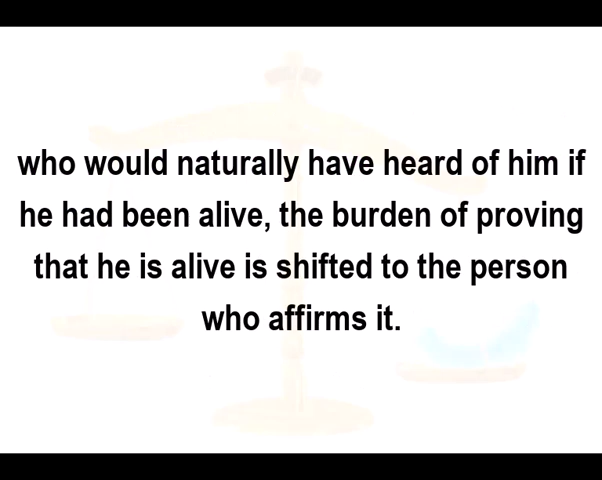 who would naturally have heard of him if
he had been alive, the burden of proving
that he is alive is shifted to the person
who affirms it.